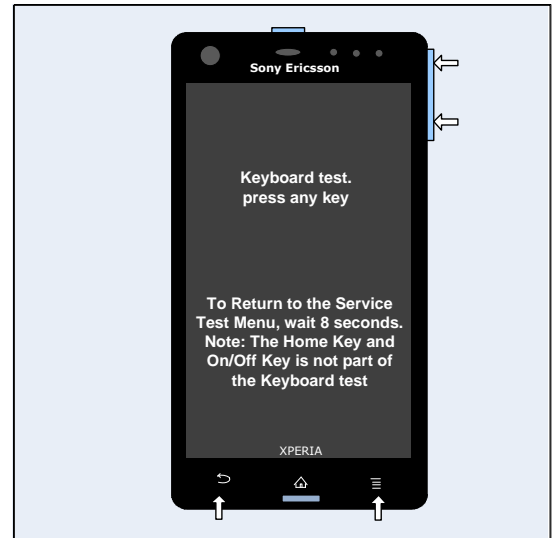 Sony Ericsson
Keyboard test.
press any key
To Return to the Service
Test Menu, wait 8 seconds.
Note: The Home Key and
On/Off Key is not part of
the Keyboard test
XPERIA